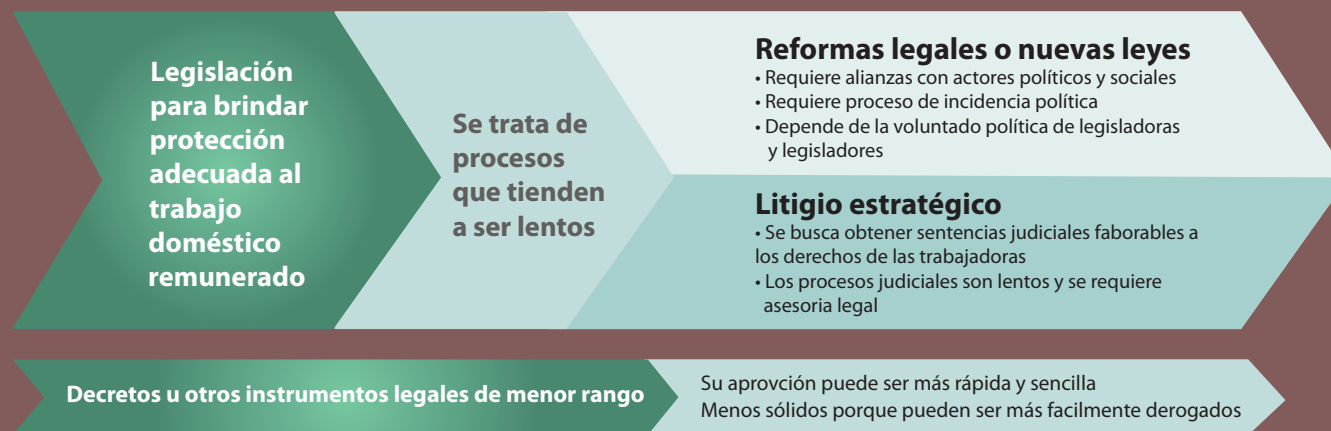 Legislación
para brindar
protección
adecuada al
trabajo
doméstico
remunerado
Se trata de
procesos
que tienden
a ser lentos
Reformas legales o nuevas leyes
• Requiere alianzas con actores políticos y sociales
• Requiere proceso de incidencia política
• Depende de la voluntado política de legisladoras
y legisladores
Litigio estratégico
• Se busca obtener sentencias judiciales faborables a
los derechos de las trabajadoras
• Los procesos judiciales son lentos y se requiere
asesoria legal
Decretos u otros instrumentos legales de menor rango
Su aprovción puede ser más rápida y sencilla
Menos sólidos porque pueden ser más facilmente derogados